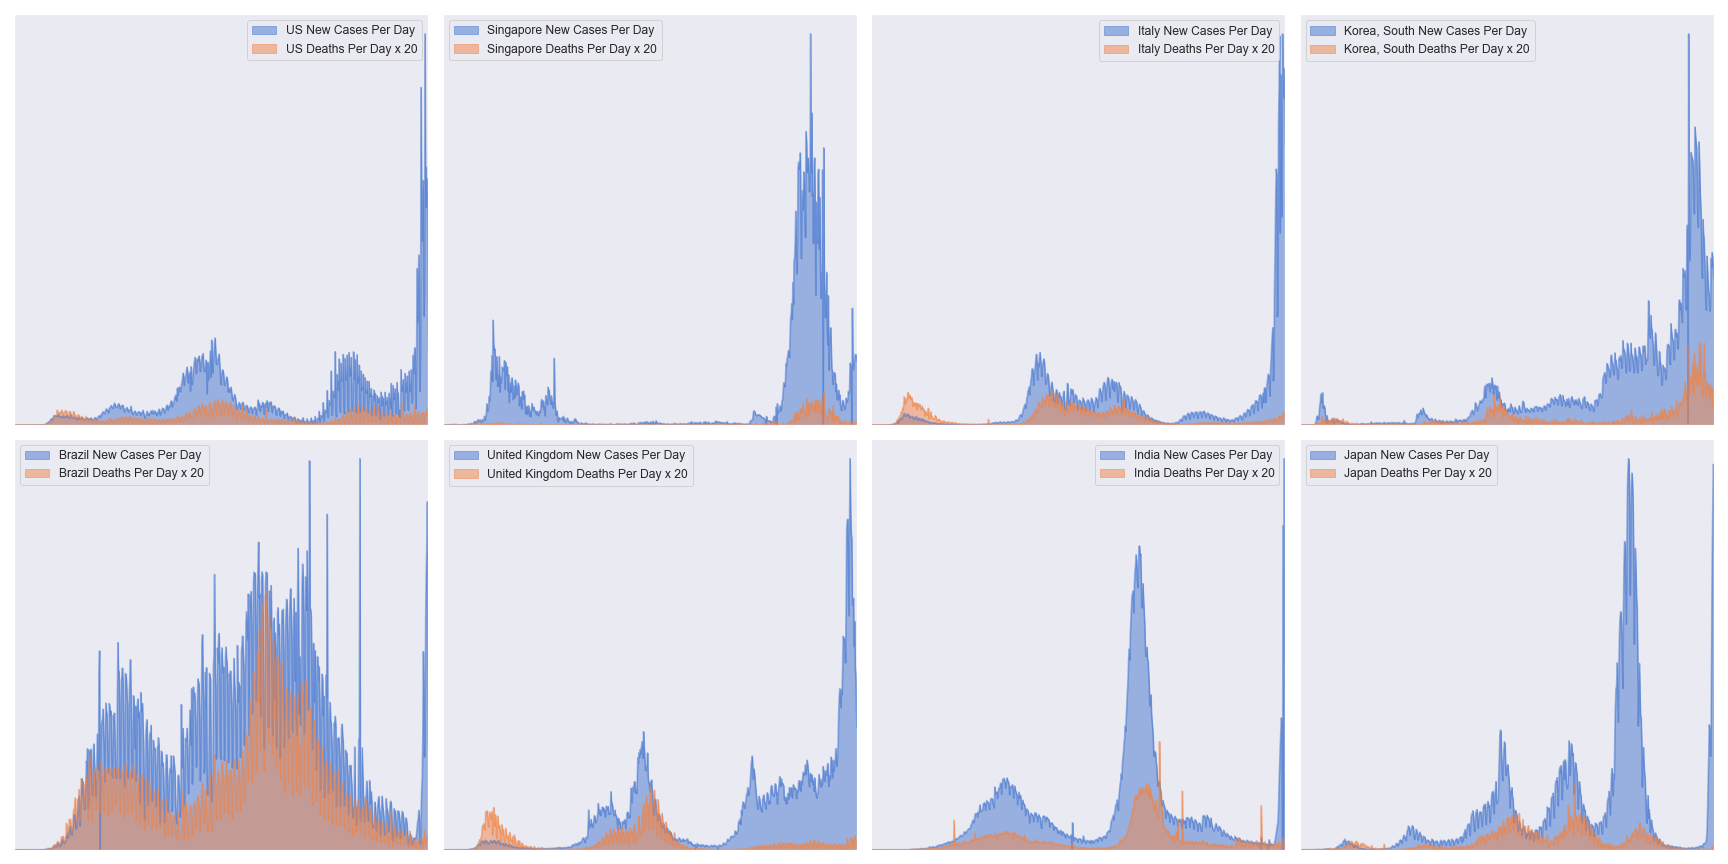 US New Cases Per Day
US Deaths Per Day x 20
Singapore New Cases Per Day
Singapore Deaths Per Day x 20
Italy New Cases Per Day
Italy Deaths Per Day x 20
Korea, South New Cases Per Day
Korea, South Deaths Per Day x 20
Brazil New Cases Per Day
Brazil Deaths Per Day x 20
United Kingdom New Cases Per Day
United Kingdom Deaths Per Day x 20
India New Cases Per Day
India Deaths Per Day x 20
Japan New Cases Per Day
Japan Deaths Per Day x 20